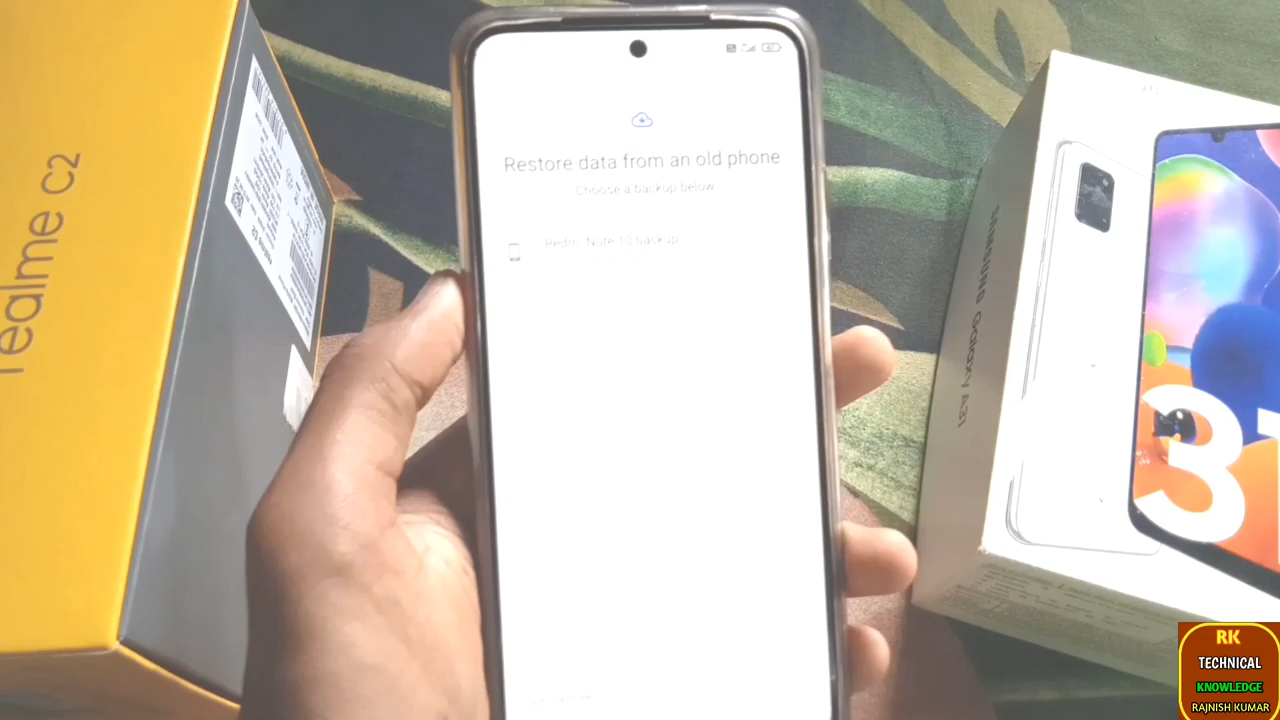 realme C2
Restore data from an old phone
Choose a backup below
Redmi Note 10 backup
SAMSUNG Galaxy A31
31
RK
TECHNICAL
KNOWLEDGE
RAJNISH KUMAR